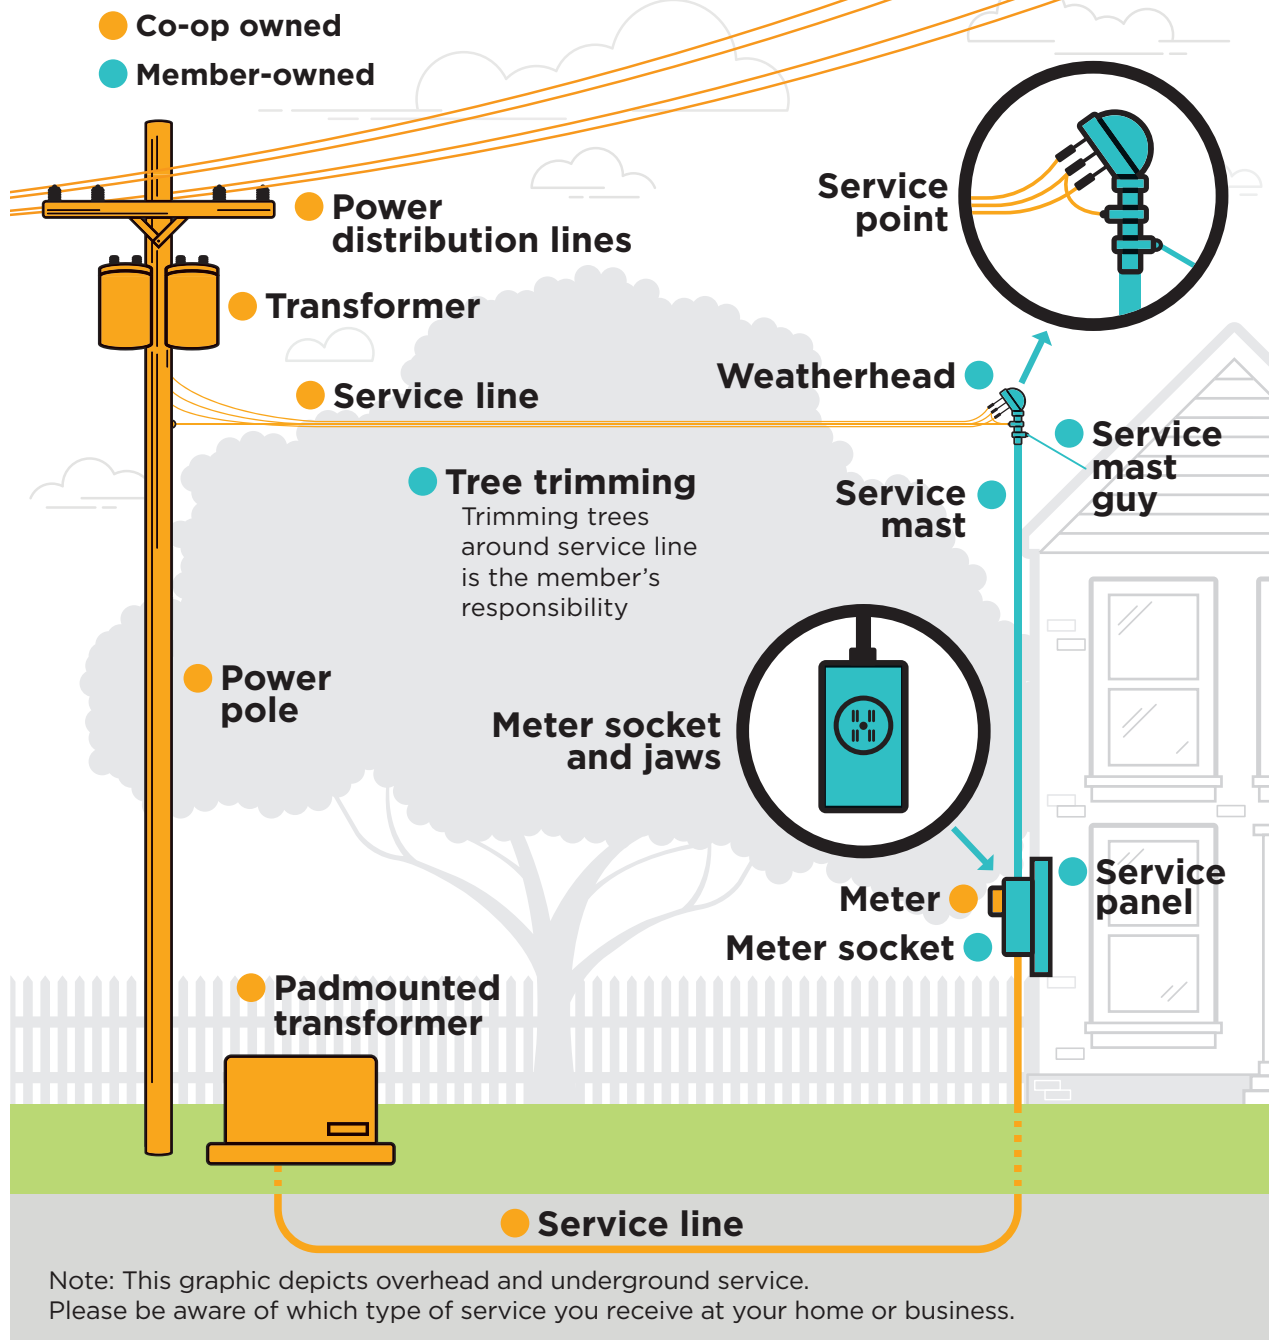 Co-op owned
Member-owned
Service
point
Power
distribution lines
Transformer
Weatherhead
Service line
Service
mast
guy
Tree trimming
Trimming trees
around service line
is the member’s
responsibility
Service
mast
Power
pole
Meter socket
and jaws
Service
panel
Meter
Meter socket
Padmounted
transformer
Service line
Note: This graphic depicts overhead and underground service.
Please be aware of which type of service you receive at your home or business.